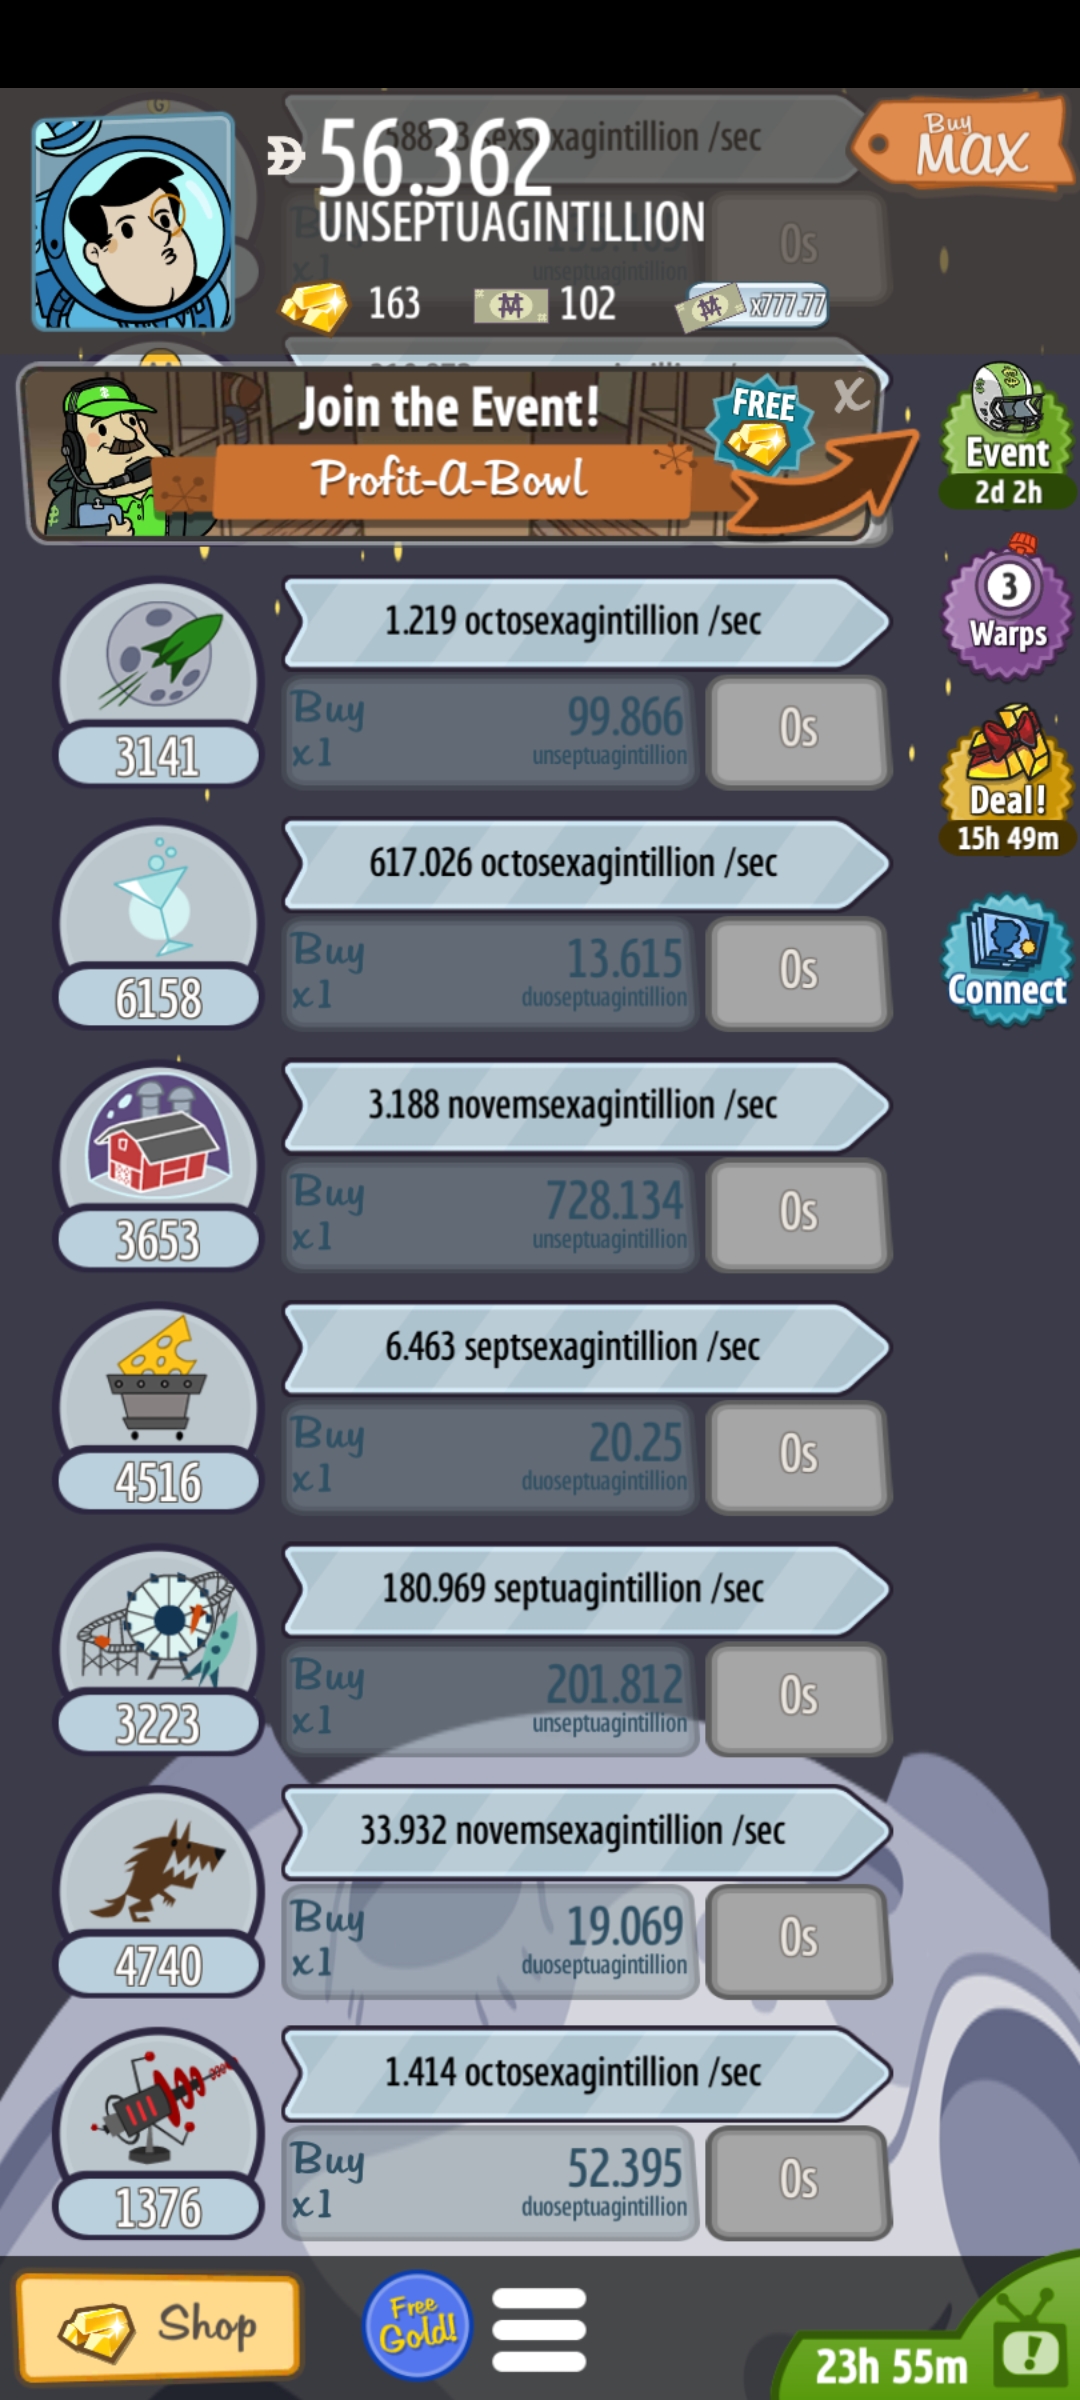 56.362
UNSEPTUAGINTILLION
Buy
MAX
163
102
x777.77
/sec
0s
unseptuagintillion
Join the Event!
Profit-A-Bowl
FREE
X
Event
2d 2h
3
Warps
Deal!
15h 49m
Connect
1.219 octosexagintillion /sec
Buy
x1
99.866
unseptuagintillion
0s
3141
617.026 octosexagintillion /sec
Buy
x1
13.615
duoseptuagintillion
0s
6158
3.188 novemsexagintillion /sec
Buy
x1
728.134
unseptuagintillion
0s
3653
6.463 septsexagintillion /sec
Buy
x1
20.25
duoseptuagintillion
0s
4516
180.969 septuagintillion /sec
Buy
x1
201.812
unseptuagintillion
0s
3223
33.932 novemsexagintillion /sec
Buy
x1
19.069
duoseptuagintillion
0s
4740
1.414 octosexagintillion /sec
Buy
x1
52.395
duoseptuagintillion
0s
1376
Shop
Free
Gold!
23h 55m